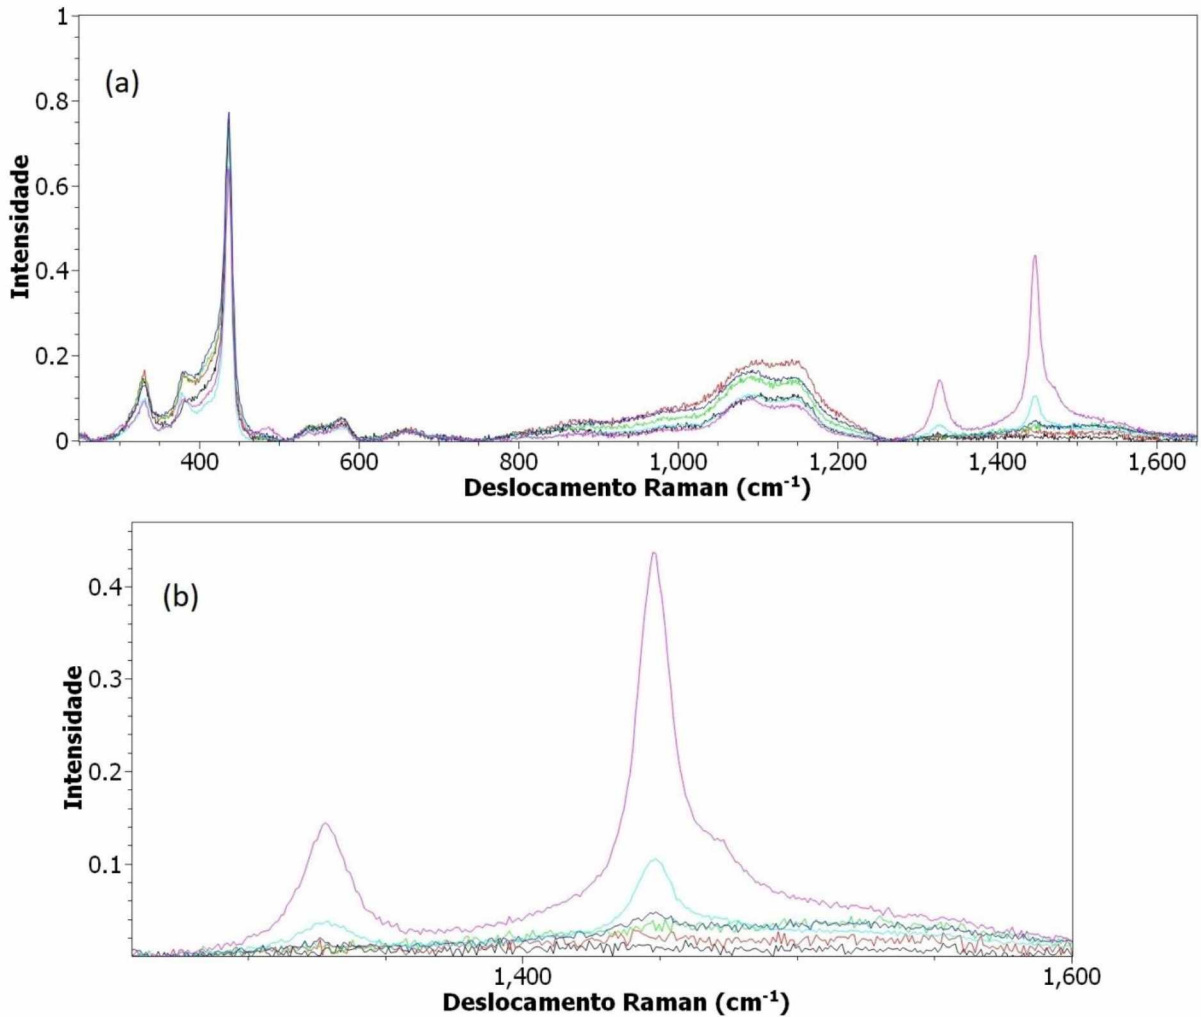 (a)
Intensidade
1
0.8
0.6
0.4
0.2
0
400 600 800 1,000 1,200 1,400 1,600
Deslocamento Raman (cm-1)
(b)
Intensidade
0.4
0.3
0.2
0.1
1,400 1,600
Deslocamento Raman (cm-1)